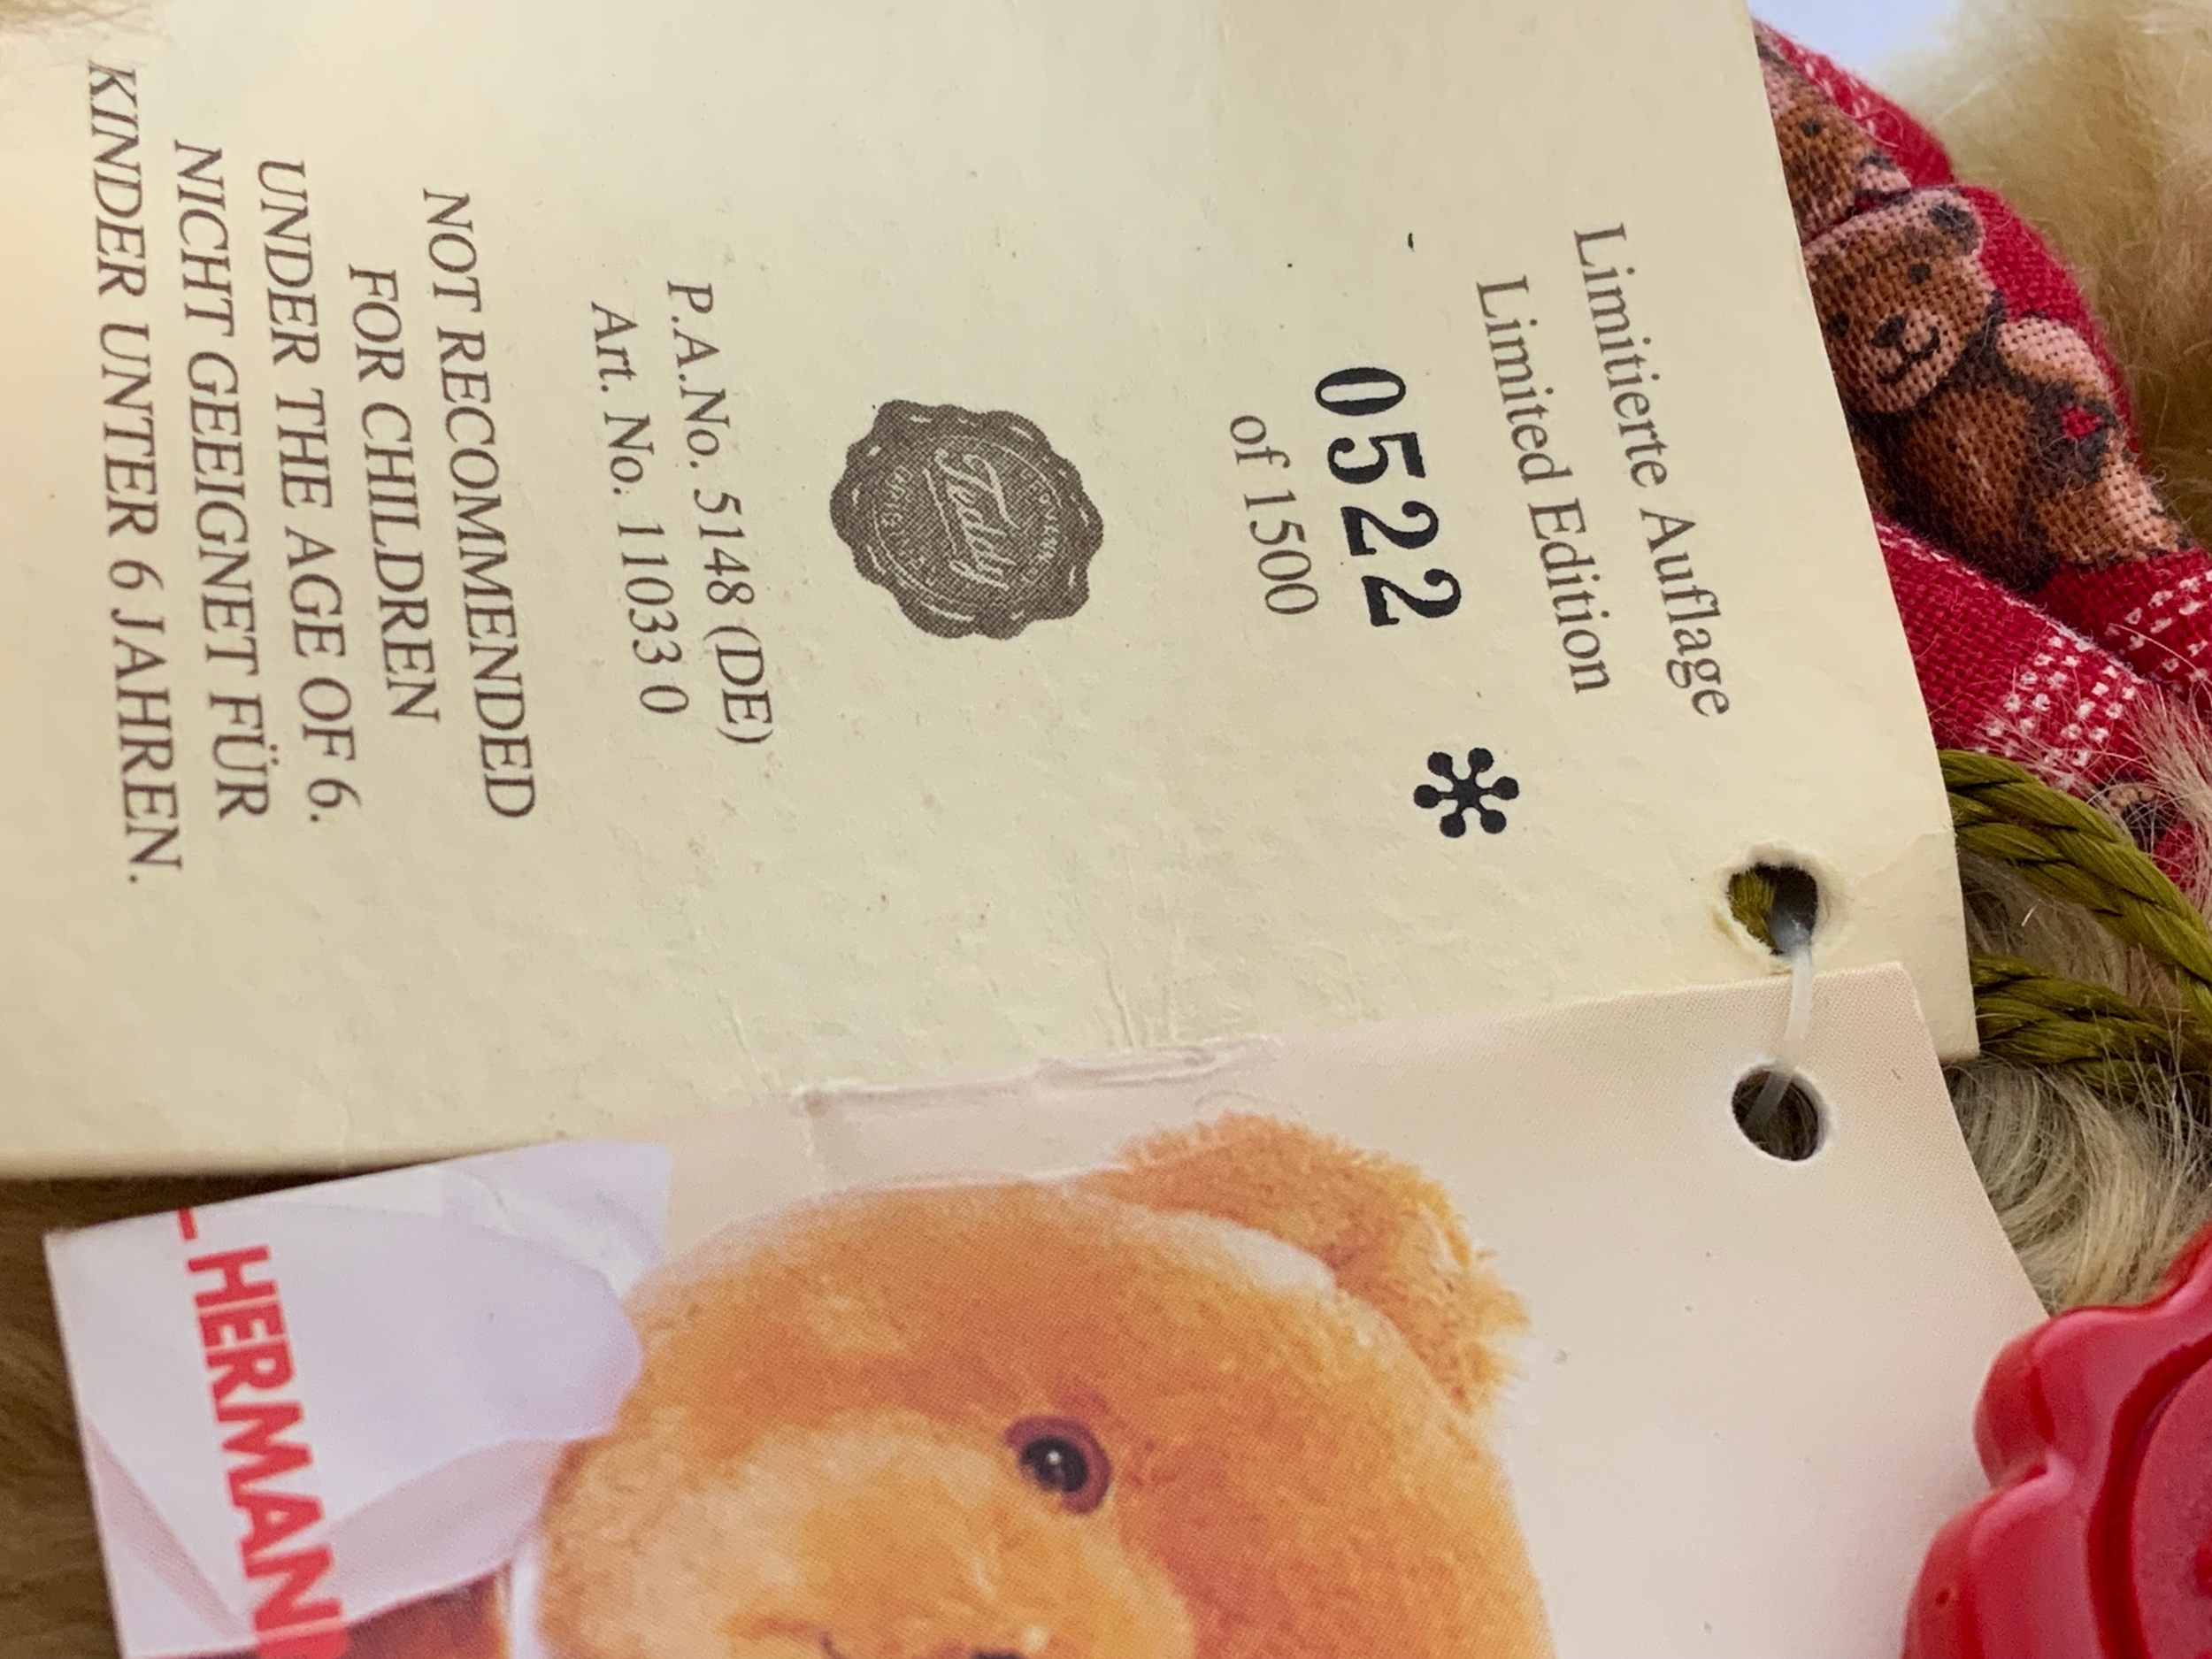 Limitierte Auflage
Limited Edition
0522 *
of 1500
Teddy
P.A.No. 5148 (DE)
Art. No. 11033 0
NOT RECOMMENDED
FOR CHILDREN
UNDER THE AGE OF 6.
NICHT GEEIGNET FÜR
KINDER UNTER 6 JAHREN.
HERMAN